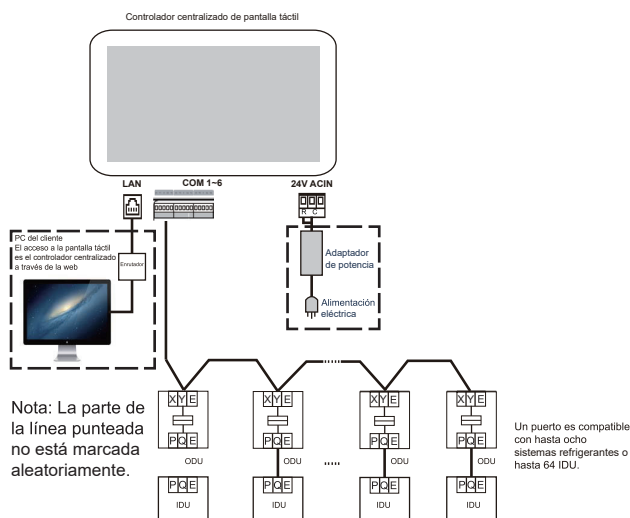 Controlador centralizado de pantalla táctil
LAN
COM 1~6
24V ACIN
R C
PC del cliente
El acceso a la pantalla táctil
es el controlador centralizado
a través de la web
Enrutador
Adaptador
de potencia
Alimentación
eléctrica
X Y E
X Y E
X Y E
X Y E
P Q E
P Q E
P Q E
P Q E
ODU
ODU
ODU
ODU
P Q E
P Q E
P Q E
P Q E
IDU
IDU
IDU
IDU
Nota: La parte de
la línea punteada
no está marcada
aleatoriamente.
Un puerto es compatible
con hasta ocho
sistemas refrigerantes o
hasta 64 IDU.